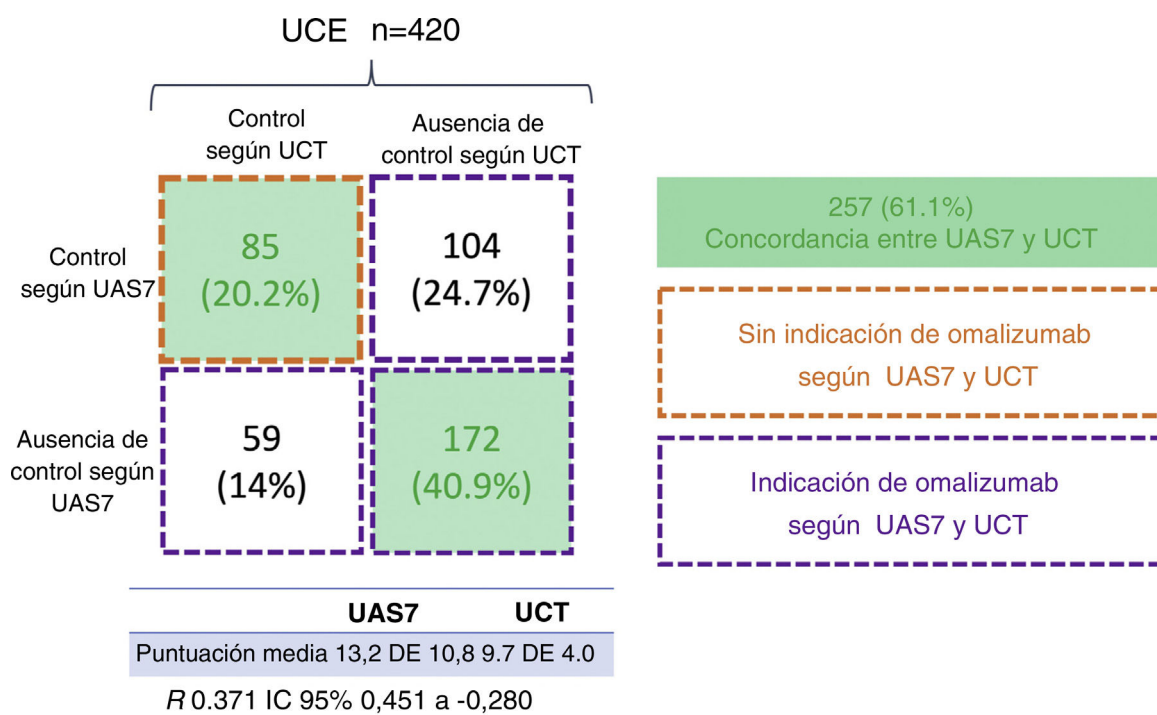 UCE n=420
Control
según UCT
Ausencia de
control según UCT
Control
según UAS7
85
(20.2%)
104
(24.7%)
Ausencia de
control según
UAS7
59
(14%)
172
(40.9%)
257 (61.1%)
Concordancia entre UAS7 y UCT
Sin indicación de omalizumab
según UAS7 y UCT
Indicación de omalizumab
según UAS7 y UCT
UAS7 UCT
Puntuación media 13,2 DE 10,8 9.7 DE 4.0
R 0.371 IC 95% 0,451 a -0,280